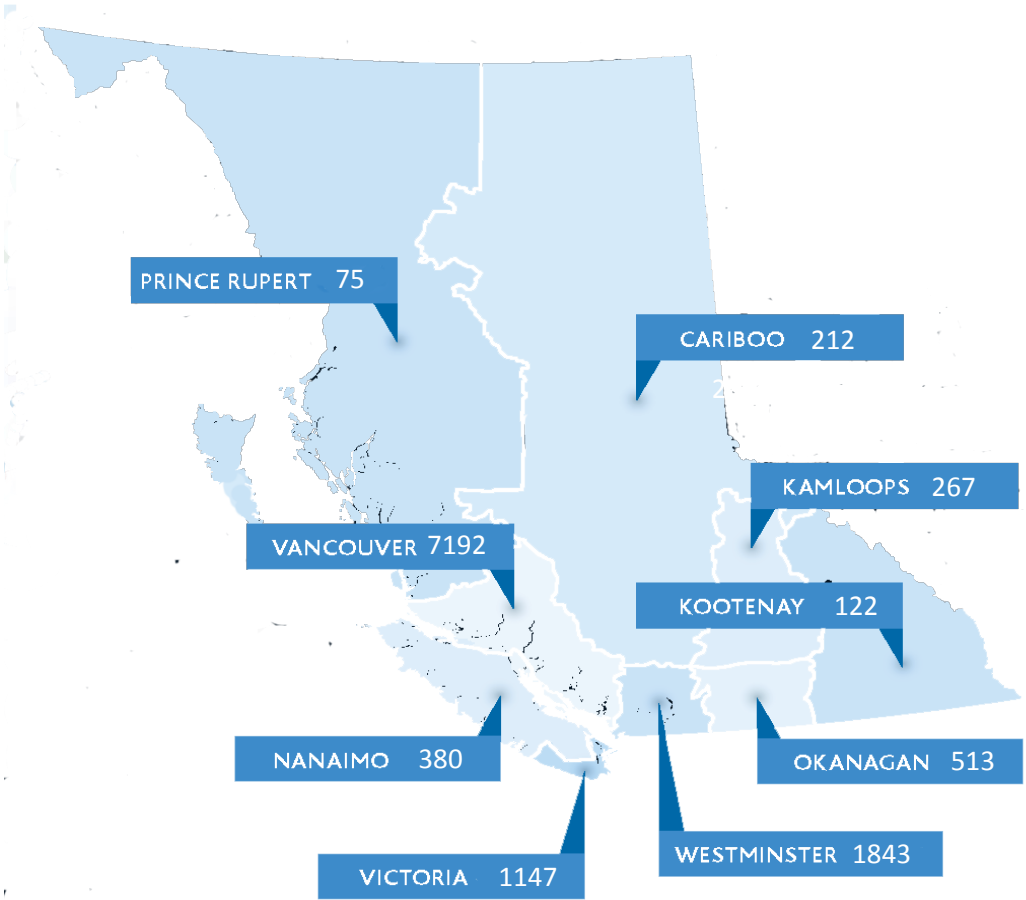 PRINCE RUPERT 75
CARIBOO 212
2
KAMLOOPS 267
VANCOUVER 7192
KOOTENAY 122
NANAIMO 380
OKANAGAN 513
WESTMINSTER 1843
VICTORIA 1147